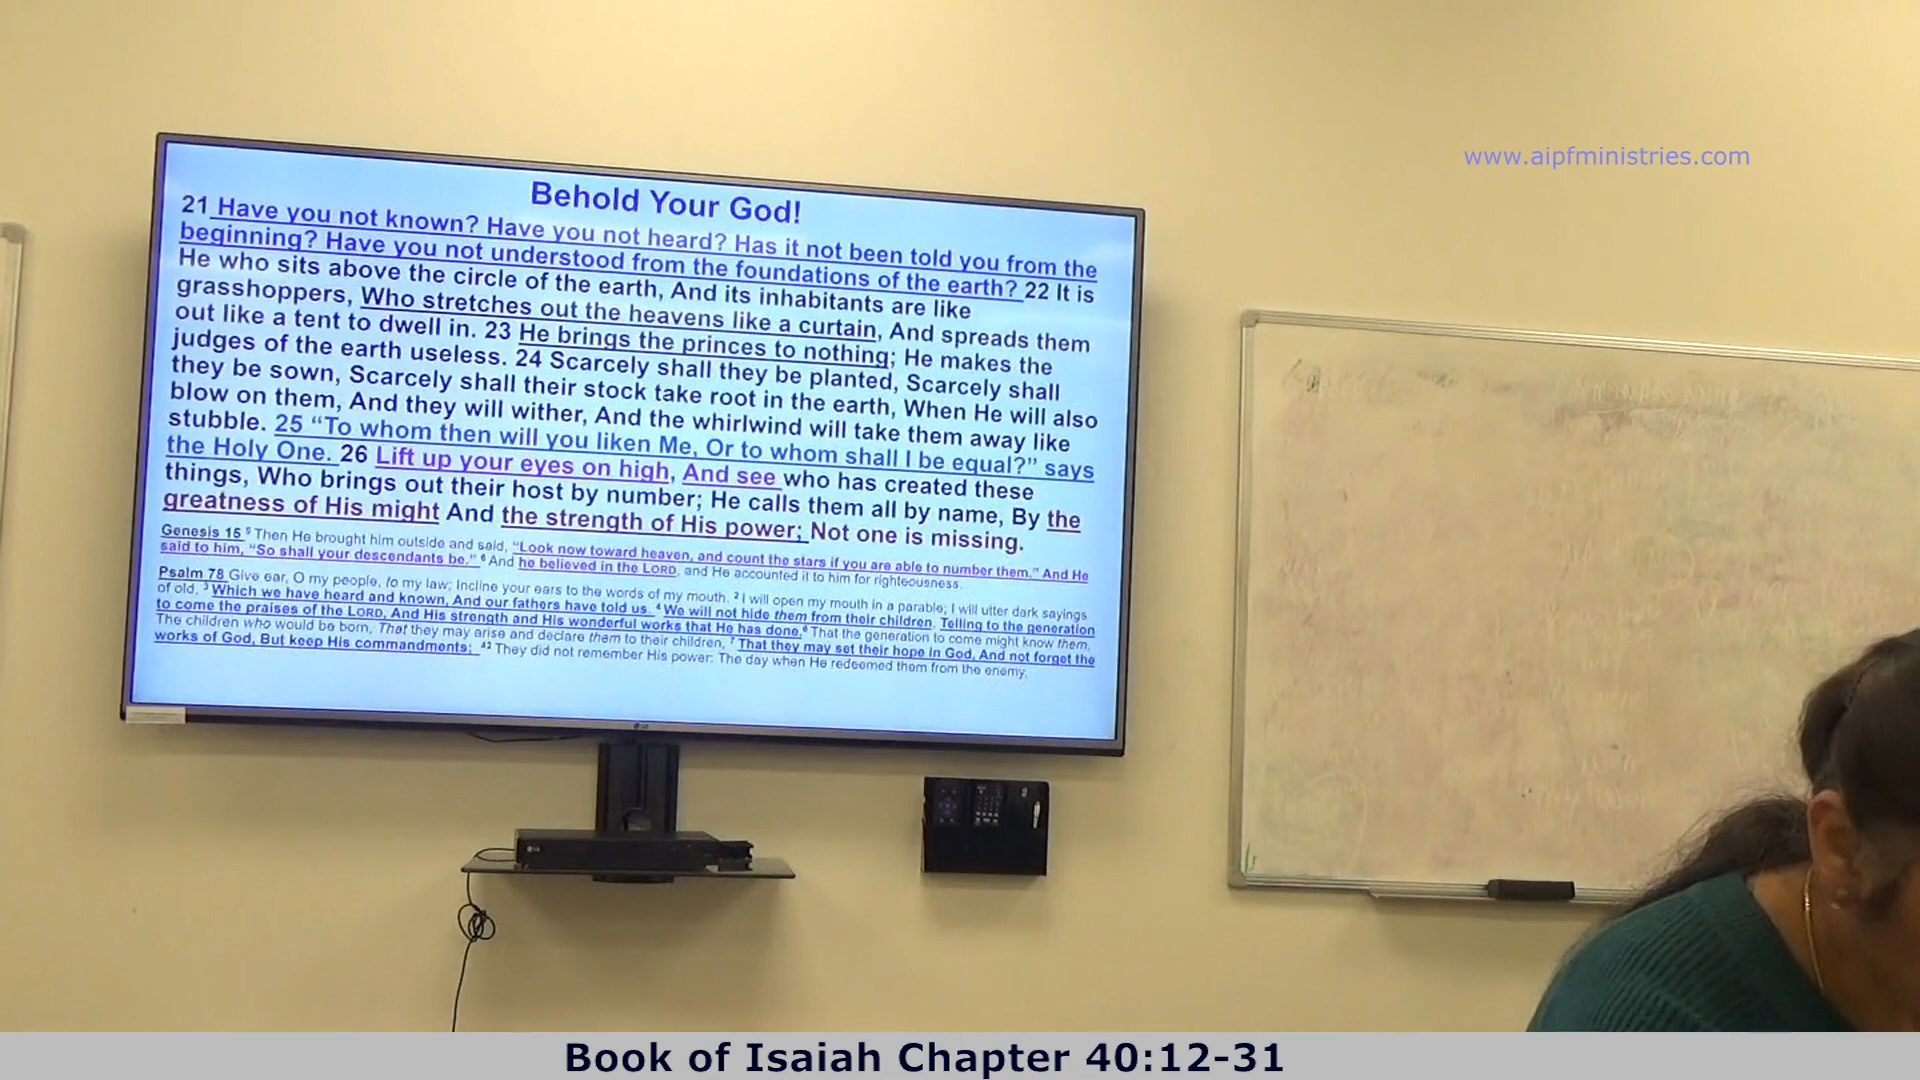 www.aipfministries.com
Behold Your God!
21 Have you not known? Have you not heard? Has it not been told you from the
beginning? Have you not understood from the foundations of the earth? 22 It is
He who sits above the circle of the earth, And its inhabitants are like
grasshoppers, Who stretches out the heavens like a curtain, And spreads them
out like a tent to dwell in. 23 He brings the princes to nothing; He makes the
judges of the earth useless. 24 Scarcely shall they be planted, Scarcely shall
they be sown, Scarcely shall their stock take root in the earth, When He will also
blow on them, And they will wither, And the whirlwind will take them away like
stubble. 25 “To whom then will you liken Me, Or to whom shall I be equal?” says
the Holy One. 26 Lift up your eyes on high, And see who has created these
things, Who brings out their host by number; He calls them all by name, By the
greatness of His might And the strength of His power; Not one is missing.
Genesis 15 5 Then He brought him outside and said, “Look now toward heaven, and count the stars if you are able to number them.” And He
said to him, “So shall your descendants be.” 6 And he believed in the LORD, and He accounted it to him for righteousness.
Psalm 78 Give ear, O my people, to my law; Incline your ears to the words of my mouth. 2 I will open my mouth in a parable; I will utter dark sayings
of old, 3 Which we have heard and known, And our fathers have told us. 4 We will not hide them from their children, Telling to the generation
to come the praises of the LORD, And His strength and His wonderful works that He has done. 6 That the generation to come might know them,
The children who would be born, That they may arise and declare them to their children, 7 That they may set their hope in God, And not forget the
works of God, But keep His commandments; 42 They did not remember His power: The day when He redeemed them from the enemy,
LG
LG
Book of Isaiah Chapter 40:12-31